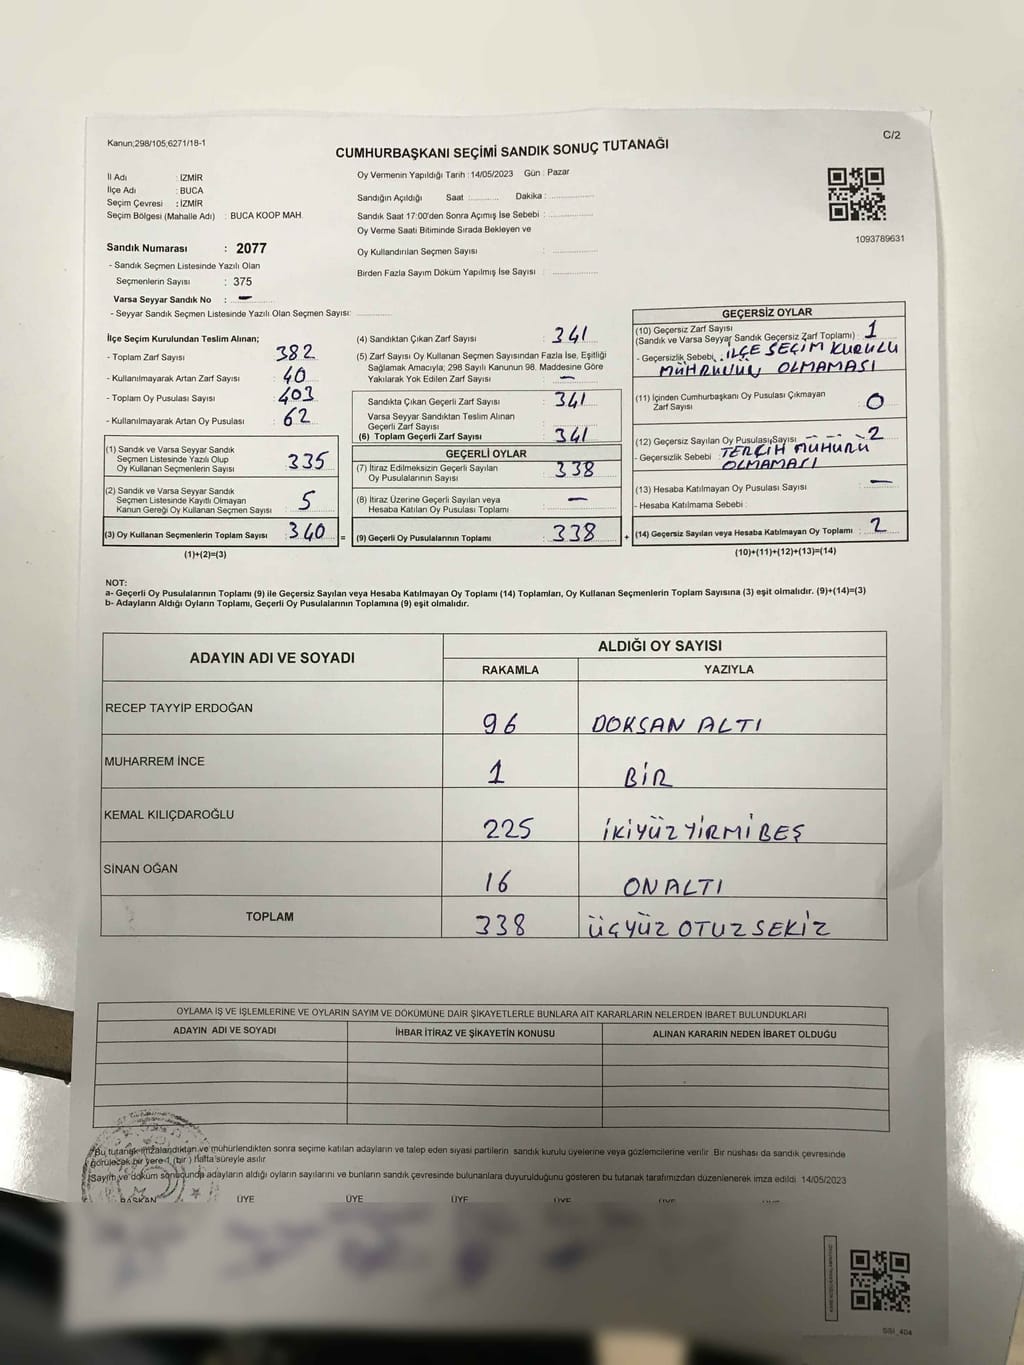 Kanun;298/105;6271/18-1
C/2
CUMHURBAŞKANI SEÇİMİ SANDIK SONUÇ TUTANAĞI
İl Adı : İZMİR
İlçe Adı : BUCA
Seçim Çevresi : İZMİR
Seçim Bölgesi (Mahalle Adı) : BUCA KOOP MAH.
Sandık Numarası : 2077
- Sandık Seçmen Listesinde Yazılı Olan
Seçmenlerin Sayısı : 375
Varsa Seyyar Sandık No : —
- Seyyar Sandık Seçmen Listesinde Yazılı Olan Seçmen Sayısı:
Oy Vermenin Yapıldığı Tarih : 14/05/2023 Gün : Pazar
Sandığın Açıldığı Saat Dakika :
Sandık Saat 17:00'den Sonra Açımış İse Sebebi :
Oy Verme Saati Bitiminde Sırada Bekleyen ve
Oy Kullandırılan Seçmen Sayısı :
Birden Fazla Sayım Döküm Yapılmış İse Sayısı :
1093789631
İlçe Seçim Kurulundan Teslim Alınan;
- Toplam Zarf Sayısı : 382
- Kullanılmayarak Artan Zarf Sayısı : 40
- Toplam Oy Pusulası Sayısı : 403
- Kullanılmayarak Artan Oy Pusulası : 62
(1) Sandık ve Varsa Seyyar Sandık
Seçmen Listesinde Yazılı Olup
Oy Kullanan Seçmenlerin Sayısı : 335
(2) Sandık ve Varsa Seyyar Sandık
Seçmen Listesinde Kayıtlı Olmayan
Kanun Gereği Oy Kullanan Seçmen Sayısı : 5
(3) Oy Kullanan Seçmenlerin Toplam Sayısı : 340
(1)+(2)=(3)
(4) Sandıktan Çıkan Zarf Sayısı : 341
(5) Zarf Sayısı Oy Kullanan Seçmen Sayısından Fazla İse, Eşitliği
Sağlamak Amacıyla; 298 Sayılı Kanunun 98. Maddesine Göre
Yakılarak Yok Edilen Zarf Sayısı : —
Sandıkta Çıkan Geçerli Zarf Sayısı : 341
Varsa Seyyar Sandıktan Teslim Alınan
Geçerli Zarf Sayısı :
(6) Toplam Geçerli Zarf Sayısı : 341
GEÇERLİ OYLAR
(7) İtiraz Edilmeksizin Geçerli Sayılan
Oy Pusulalarının Sayısı : 338
(8) İtiraz Üzerine Geçerli Sayılan veya
Hesaba Katılan Oy Pusulası Toplamı : —
= (9) Geçerli Oy Pusulalarının Toplamı : 338 +
GEÇERSİZ OYLAR
(10) Geçersiz Zarf Sayısı
(Sandık ve Varsa Seyyar Sandık Geçersiz Zarf Toplamı) : 1
- Geçersizlik Sebebi : İLÇE SEÇİM KURULU
MÜHRÜNÜN OLMAMASI
(11) İçinden Cumhurbaşkanı Oy Pusulası Çıkmayan
Zarf Sayısı : 0
(12) Geçersiz Sayılan Oy Pusulası Sayısı : 2
- Geçersizlik Sebebi : TERCİH MÜHÜRÜ
OLMAMASI
(13) Hesaba Katılmayan Oy Pusulası Sayısı : —
- Hesaba Katılmama Sebebi :
(14) Geçersiz Sayılan veya Hesaba Katılmayan Oy Toplamı : 2
(10)+(11)+(12)+(13)=(14)
NOT:
a- Geçerli Oy Pusulalarının Toplamı (9) ile Geçersiz Sayılan veya Hesaba Katılmayan Oy Toplamı (14) Toplamları, Oy Kullanan Seçmenlerin Toplam Sayısına (3) eşit olmalıdır. (9)+(14)=(3)
b- Adayların Aldığı Oyların Toplamı, Geçerli Oy Pusulalarının Toplamına (9) eşit olmalıdır.
ADAYIN ADI VE SOYADI
ALDIĞI OY SAYISI
RAKAMLA YAZIYLA
RECEP TAYYİP ERDOĞAN 96 DOKSAN ALTI
MUHARREM İNCE 1 BİR
KEMAL KILIÇDAROĞLU 225 İKİYÜZYİRMİBEŞ
SİNAN OĞAN 16 ONALTI
TOPLAM 338 ÜÇYÜZ OTUZSEKİZ
OYLAMA İŞ VE İŞLEMLERİNE VE OYLARIN SAYIM VE DÖKÜMÜNE DAİR ŞİKAYETLERLE BUNLARA AİT KARARLARIN NELERDEN İBARET BULUNDUKLARI
ADAYIN ADI VE SOYADI İHBAR İTİRAZ VE ŞİKAYETİN KONUSU ALINAN KARARIN NEDEN İBARET OLDUĞU
Bu tutanak imzalandıktan ve mühürlendikten sonra seçime katılan adayların ve talep eden siyasi partilerin sandık kurulu üyelerine veya gözlemcilerine verilir. Bir nüshası da sandık çevresinde
görülecek bir yere 1 (bir) hafta süreyle asılır.
Sayım ve döküm sonucunda adayların aldığı oyların sayılarını ve bunların sandık çevresinde bulunanlara duyurulduğunu gösteren bu tutanak tarafımızdan düzenlenerek imza edildi. 14/05/2023
BAŞKAN ÜYE ÜYE ÜYE ÜYE ÜYE ÜYE